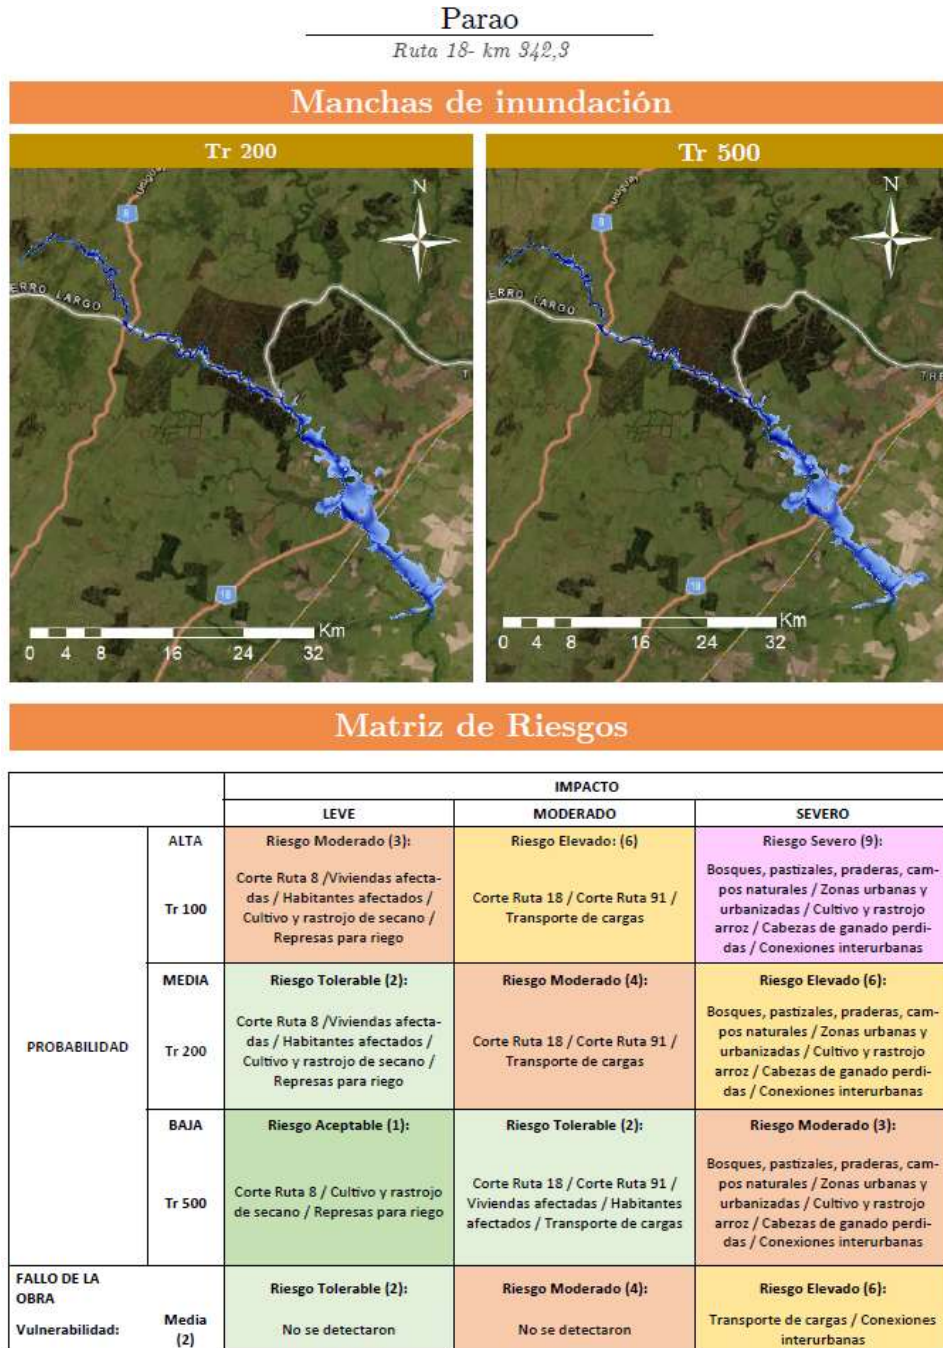 Parao
Ruta 18- km 342,3
Manchas de inundación
Tr 200
Tr 500
Uruguay
8
N
ERRO LARGO
T
18
Km
0 4 8 16 24 32
Uruguay
8
N
ERRO LARGO
THE
18
Km
0 4 8 16 24 32
Matriz de Riesgos
IMPACTO
LEVE
MODERADO
SEVERO
PROBABILIDAD
ALTA
Tr 100
Riesgo Moderado (3):
Corte Ruta 8 /Viviendas afecta-
das / Habitantes afectados /
Cultivo y rastrojo de secano /
Represas para riego
Riesgo Elevado: (6)
Corte Ruta 18 / Corte Ruta 91 /
Transporte de cargas
Riesgo Severo (9):
Bosques, pastizales, praderas, cam-
pos naturales / Zonas urbanas y
urbanizadas / Cultivo y rastrojo
arroz / Cabezas de ganado perdi-
das / Conexiones interurbanas
MEDIA
Tr 200
Riesgo Tolerable (2):
Corte Ruta 8 /Viviendas afecta-
das / Habitantes afectados /
Cultivo y rastrojo de secano /
Represas para riego
Riesgo Moderado (4):
Corte Ruta 18 / Corte Ruta 91 /
Transporte de cargas
Riesgo Elevado (6):
Bosques, pastizales, praderas, cam-
pos naturales / Zonas urbanas y
urbanizadas / Cultivo y rastrojo
arroz / Cabezas de ganado perdi-
das / Conexiones interurbanas
BAJA
Tr 500
Riesgo Aceptable (1):
Corte Ruta 8 / Cultivo y rastrojo
de secano / Represas para riego
Riesgo Tolerable (2):
Corte Ruta 18 / Corte Ruta 91 /
Viviendas afectadas / Habitantes
afectados / Transporte de cargas
Riesgo Moderado (3):
Bosques, pastizales, praderas, cam-
pos naturales / Zonas urbanas y
urbanizadas / Cultivo y rastrojo
arroz / Cabezas de ganado perdi-
das / Conexiones interurbanas
FALLO DE LA
OBRA
Vulnerabilidad:
Media
(2)
Riesgo Tolerable (2):
No se detectaron
Riesgo Moderado (4):
No se detectaron
Riesgo Elevado (6):
Transporte de cargas / Conexiones
interurbanas